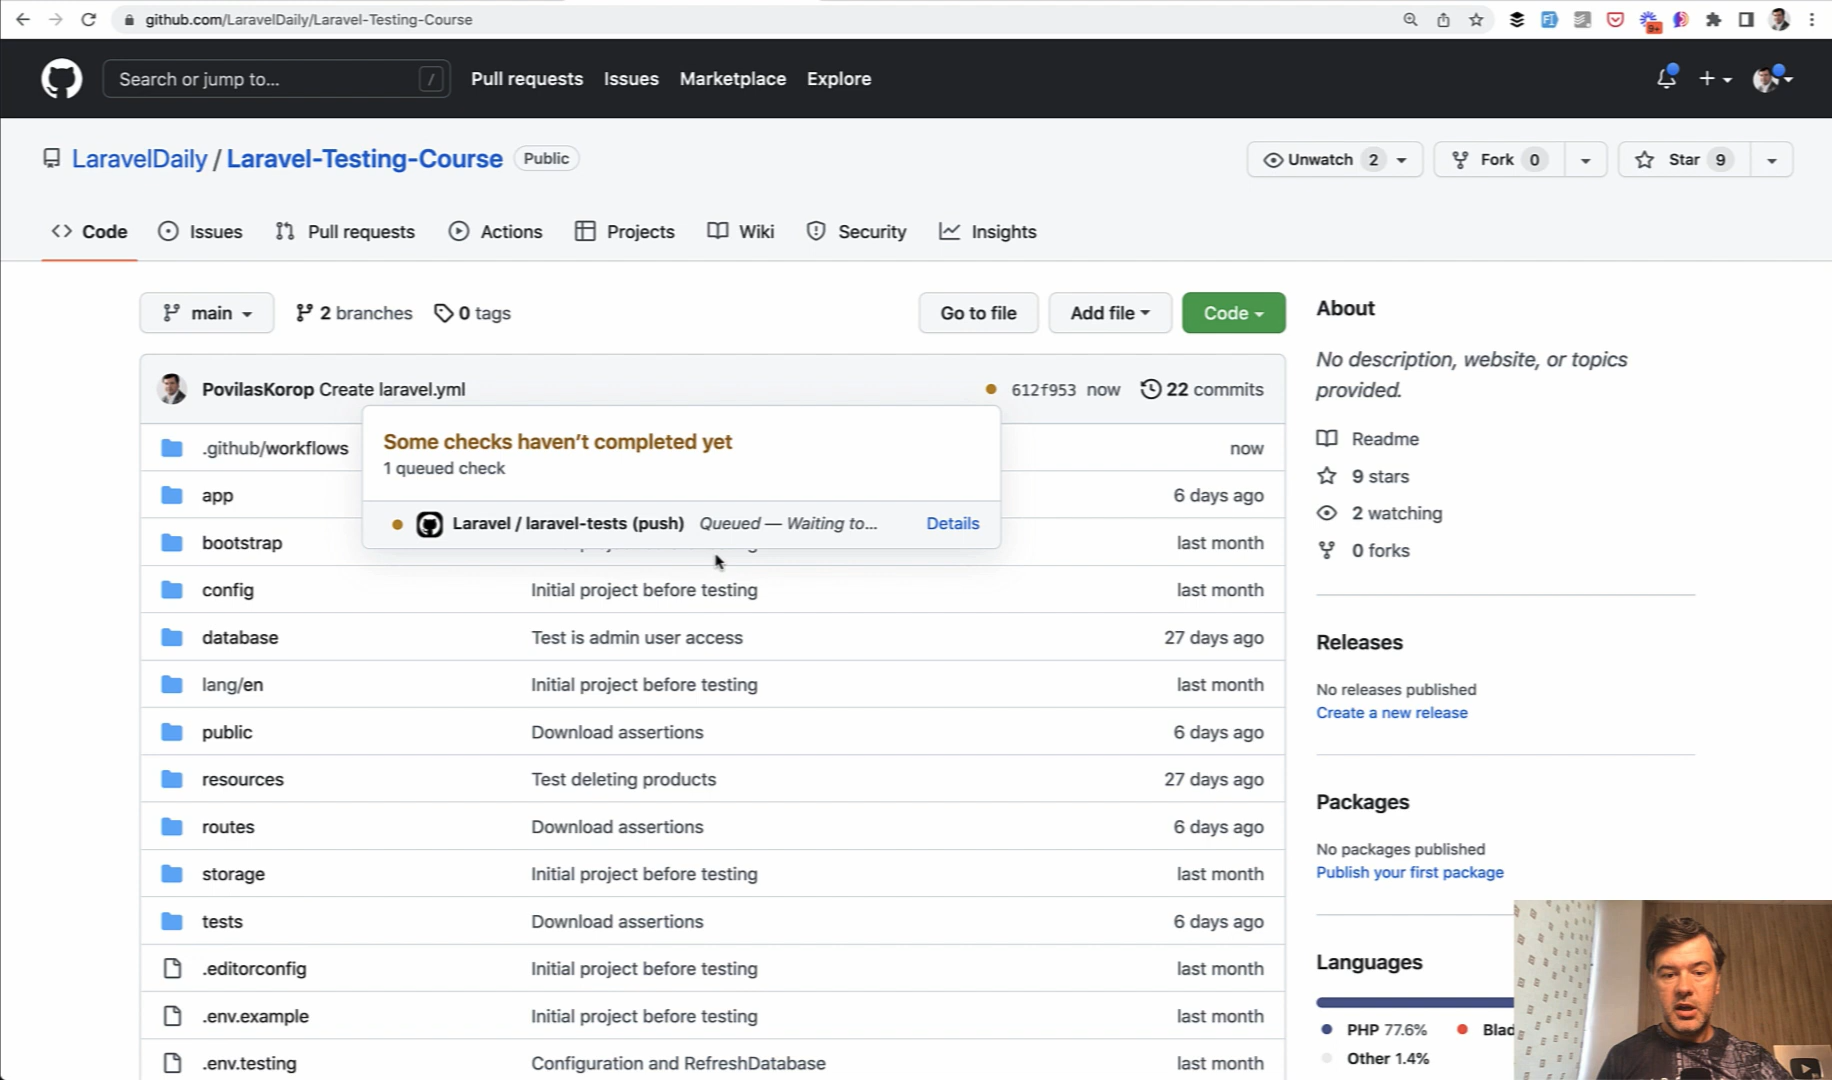 github.com/LaravelDaily/Laravel-Testing-Course
9+
Search or jump to...
/
Pull requests
Issues
Marketplace
Explore
LaravelDaily / Laravel-Testing-Course
Public
Unwatch 2
Fork 0
Star 9
Code
Issues
Pull requests
Actions
Projects
Wiki
Security
Insights
main
2 branches
0 tags
Go to file
Add file
Code
PovilasKorop Create laravel.yml
612f953 now
22 commits
Some checks haven't completed yet
1 queued check
Laravel / laravel-tests (push) Queued — Waiting to... Details
.github/workflows now
app 6 days ago
bootstrap last month
config Initial project before testing last month
database Test is admin user access 27 days ago
lang/en Initial project before testing last month
public Download assertions 6 days ago
resources Test deleting products 27 days ago
routes Download assertions 6 days ago
storage Initial project before testing last month
tests Download assertions 6 days ago
.editorconfig Initial project before testing last month
.env.example Initial project before testing last month
.env.testing Configuration and RefreshDatabase last month
About
No description, website, or topics
provided.
Readme
9 stars
2 watching
0 forks
Releases
No releases published
Create a new release
Packages
No packages published
Publish your first package
Languages
PHP 77.6%
Blad
Other 1.4%